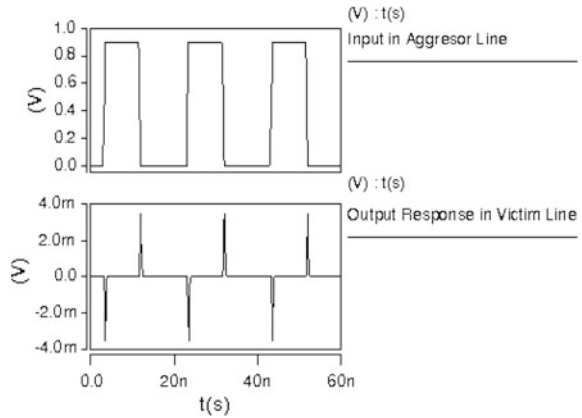 (V) : t(s)
Input in Aggresor Line
1.0
0.8
0.6
0.4
0.2
0.0
(V)
(V) : t(s)
Output Response in Victim Line
4.0m
2.0m
0.0
-2.0m
-4.0m
(V)
0.0
20n
40n
60n
t(s)